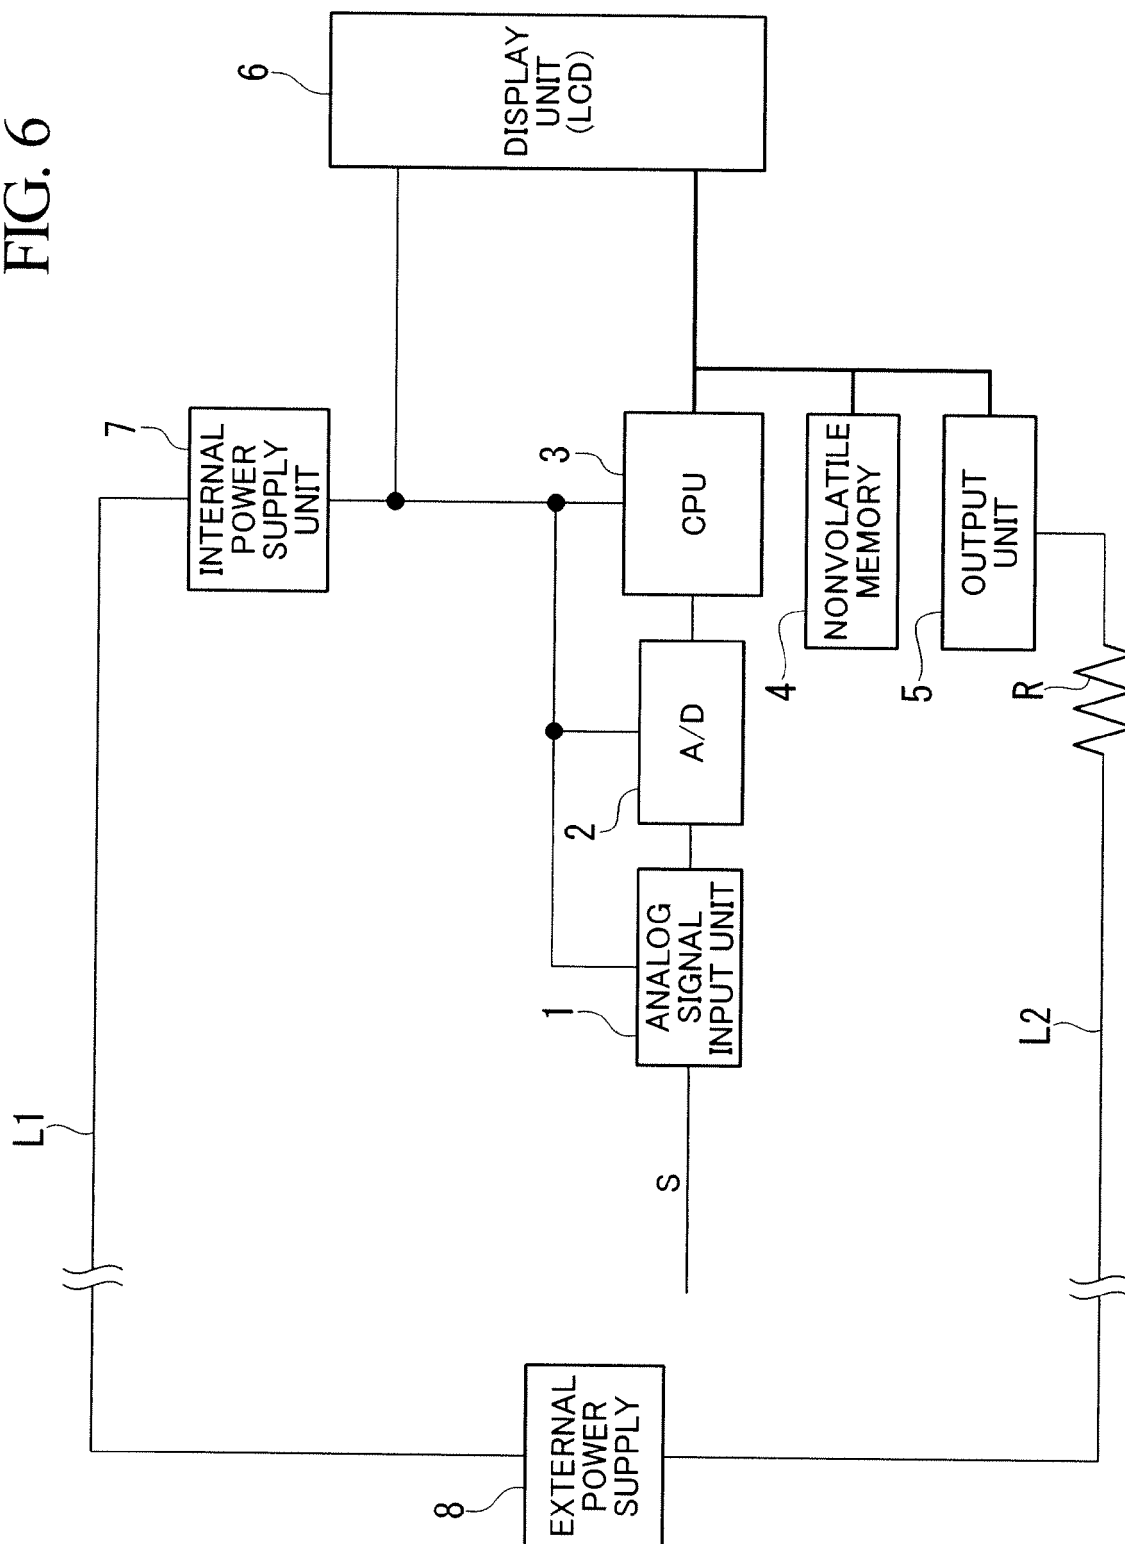 FIG. 6
L1
7
INTERNAL
POWER
SUPPLY
UNIT
6
DISPLAY
UNIT
(LCD)
8
EXTERNAL
POWER
SUPPLY
S
1
ANALOG
SIGNAL
INPUT UNIT
2
A/D
3
CPU
4
NONVOLATILE
MEMORY
5
OUTPUT
UNIT
L2
R